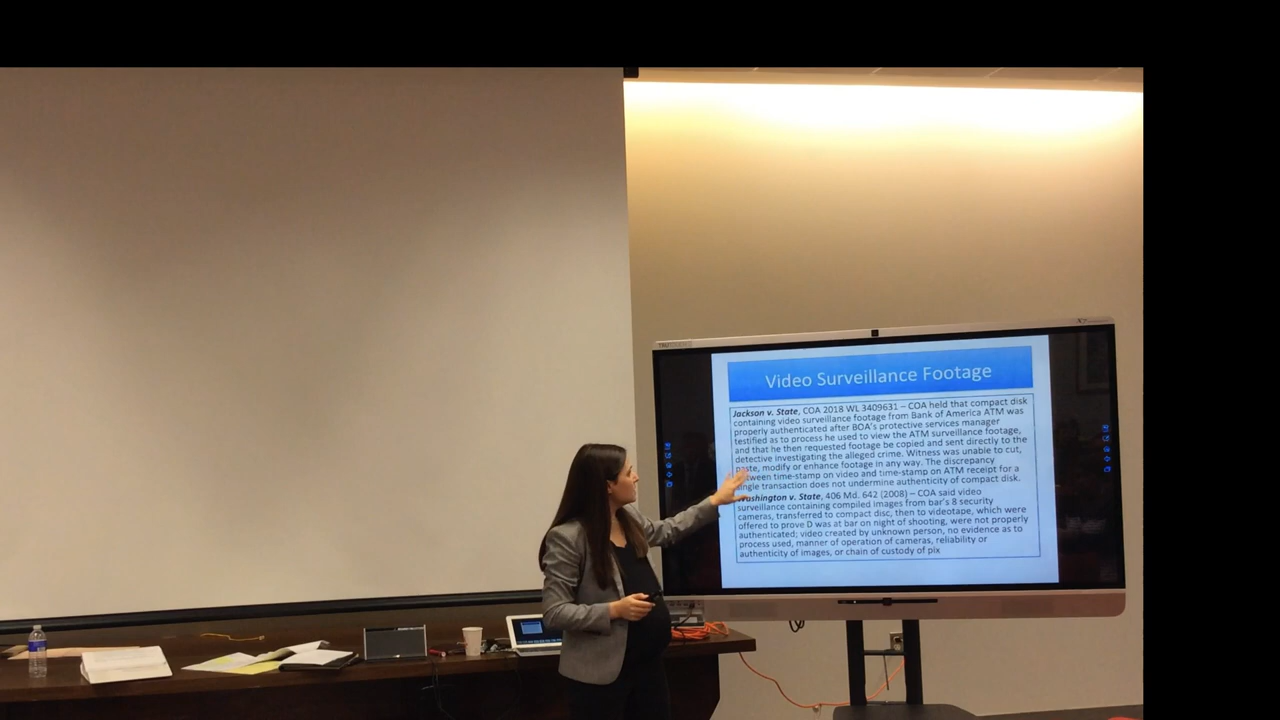 Video Surveillance Footage
Jackson v. State, COA 2018 WL 3409631 – COA held that compact disk
containing video surveillance footage from Bank of America ATM was
properly authenticated after BOA's protective services manager
testified as to process he used to view the ATM surveillance footage,
and that he then requested footage be copied and sent directly to the
detective investigating the alleged crime. Witness was unable to cut,
paste, modify or enhance footage in any way. The discrepancy
between time-stamp on video and time-stamp on ATM receipt for a
single transaction does not undermine authenticity of compact disk.
Washington v. State, 406 Md. 642 (2008) – COA said video
surveillance containing compiled images from bar's 8 security
cameras, transferred to compact disc, then to videotape, which were
offered to prove D was at bar on night of shooting, were not properly
authenticated; video created by unknown person, no evidence as to
process used, manner of operation of cameras, reliability or
authenticity of images, or chain of custody of pix